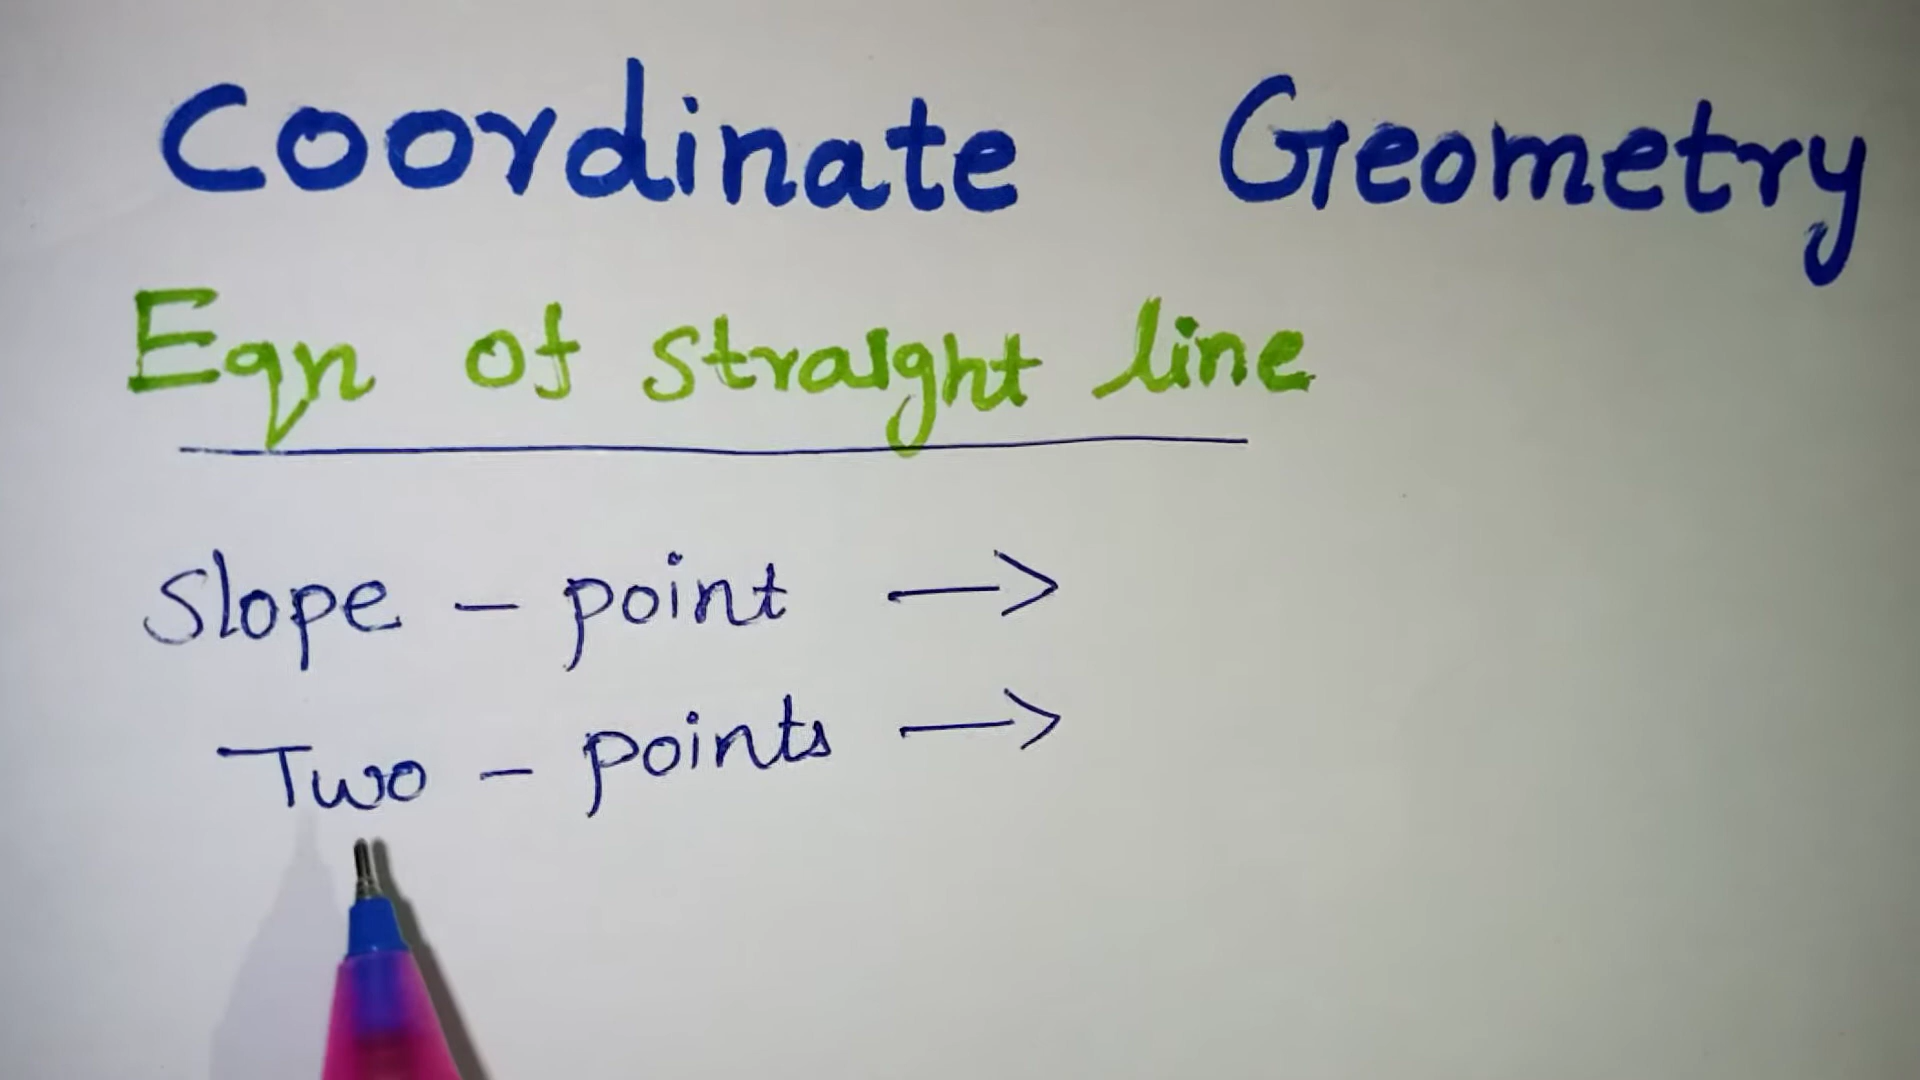 Coordinate Geometry
Eqn of straight line
Slope - point →
Two - points →